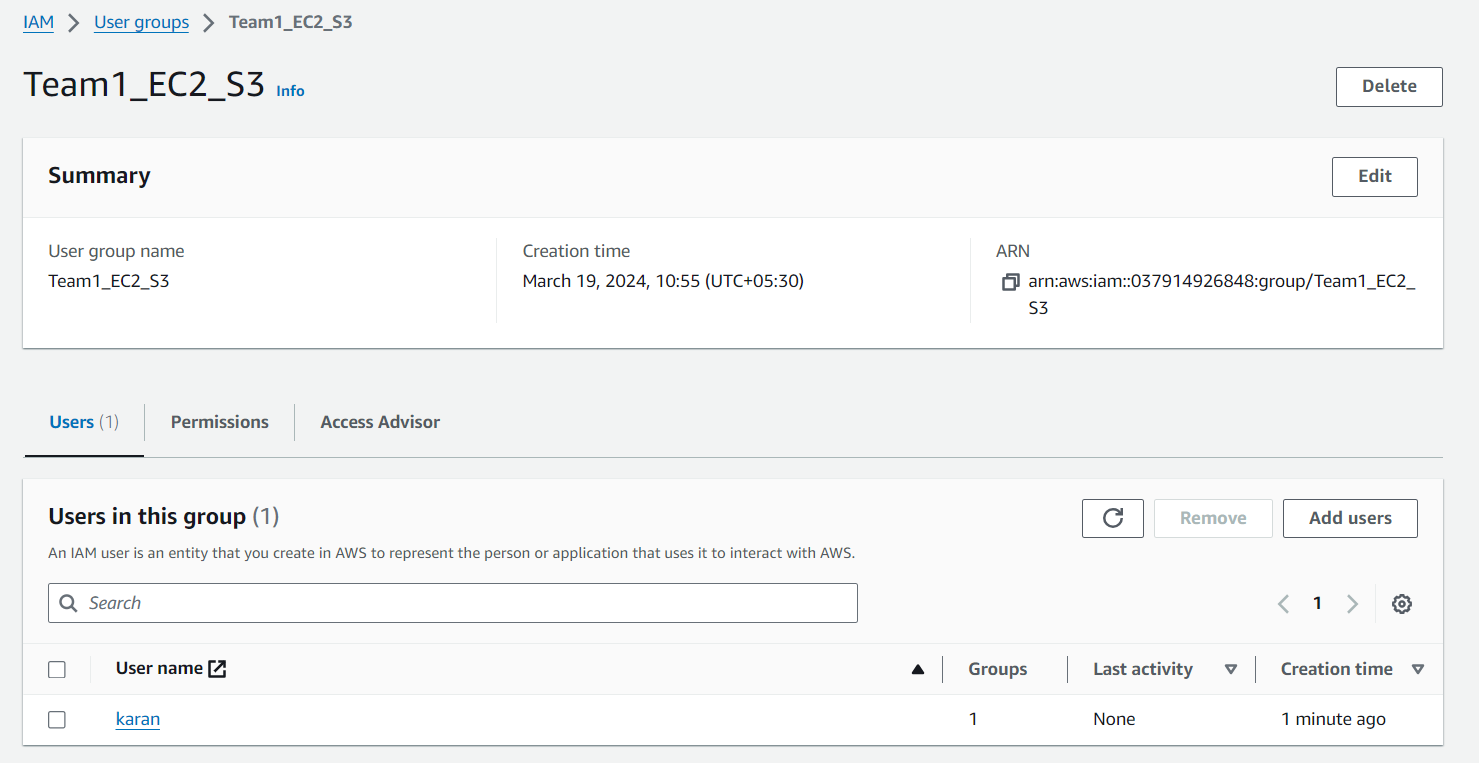 IAM > User groups > Team1_EC2_S3
Team1_EC2_S3 Info
Delete
Summary
Edit
User group name
Team1_EC2_S3
Creation time
March 19, 2024, 10:55 (UTC+05:30)
ARN
arn:aws:iam::037914926848:group/Team1_EC2_
S3
Users (1)
Permissions
Access Advisor
Users in this group (1)
Remove
Add users
An IAM user is an entity that you create in AWS to represent the person or application that uses it to interact with AWS.
Search
1
User name Groups Last activity Creation time
karan 1 None 1 minute ago